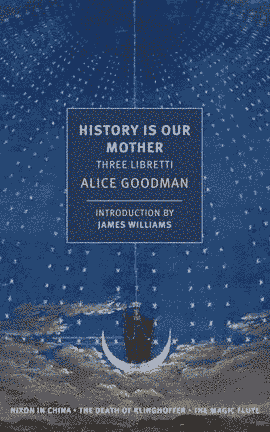 HISTORY IS OUR
MOTHER
THREE LIBRETTI
ALICE GOODMAN
INTRODUCTION BY
JAMES WILLIAMS
NIXON IN CHINA • THE DEATH OF KLINGHOFFER • THE MAGIC FLUTE